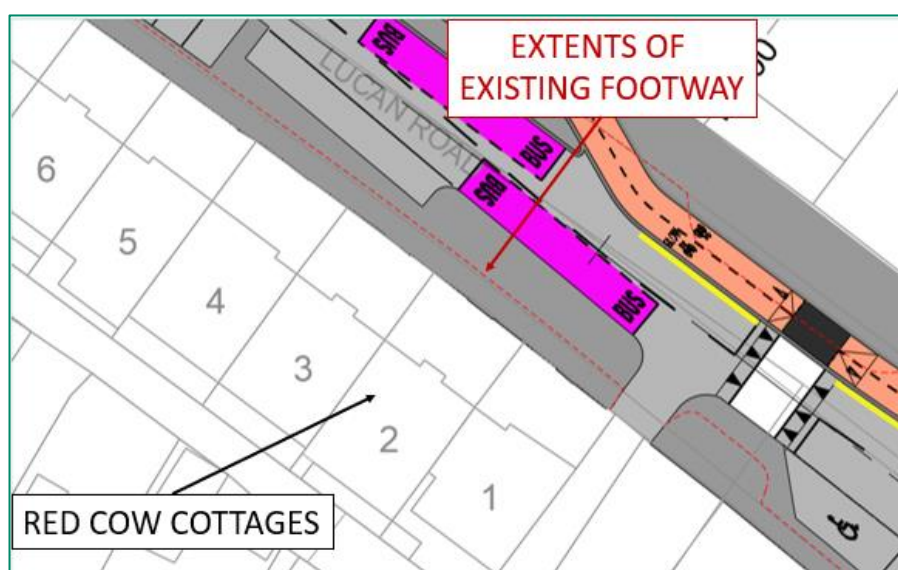 EXTENTS OF
EXISTING FOOTWAY
BUS
LUCAN ROAD
BUS
BUS
BUS
6
5
4
3
2
1
RED COW COTTAGES